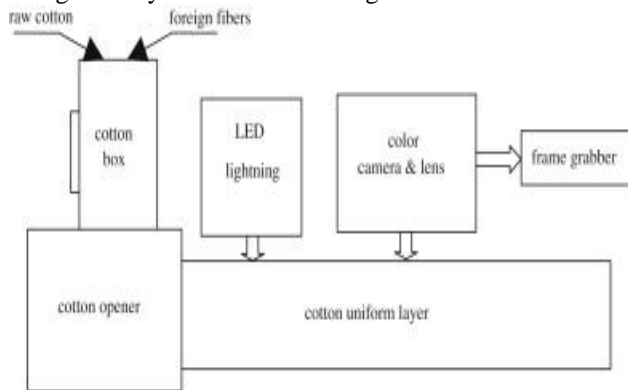 raw cotton
foreign fibers
cotton
box
LED
lightning
color
camera & lens
frame grabber
cotton opener
cotton uniform layer